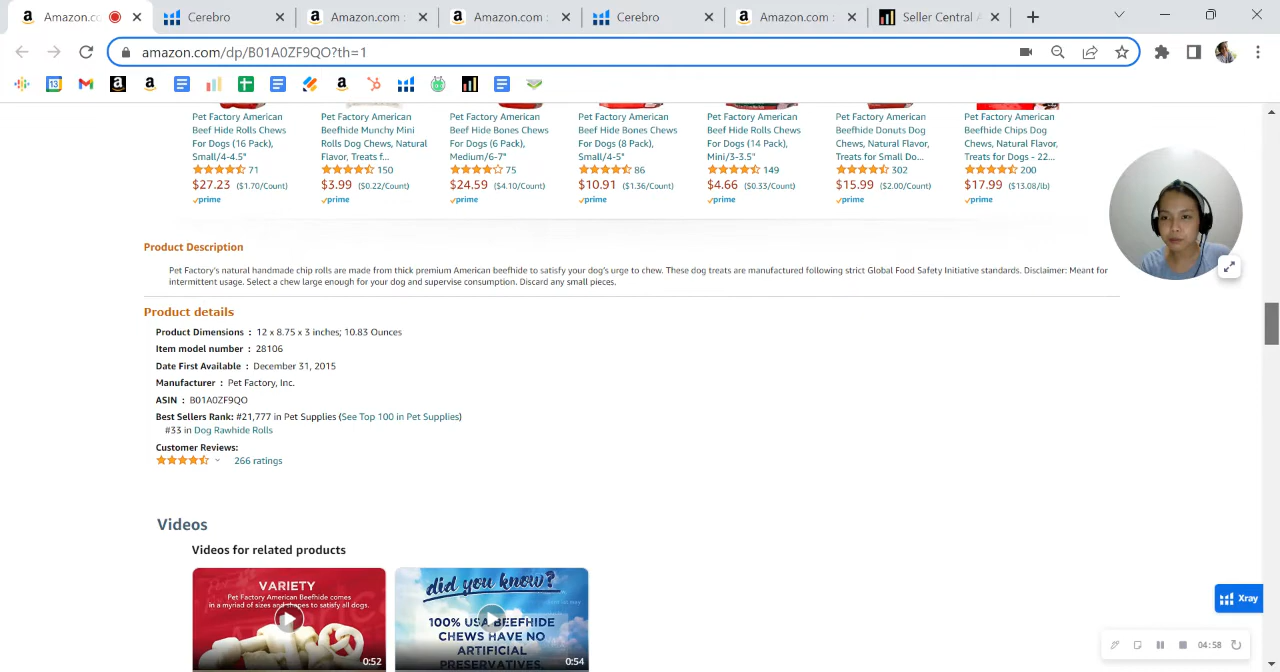 Amazon.co
Cerebro
Amazon.com :
Amazon.com :
Cerebro
Amazon.com :
Seller Central A
amazon.com/dp/B01A0ZF9QO?th=1
Pet Factory American Beef Hide Rolls Chews For Dogs (16 Pack), Small/4-4.5"
71
$27.23 ($1.70/Count)
prime
Pet Factory American Beefhide Munchy Mini Rolls Dog Chews, Natural Flavor, Treats f...
150
$3.99 ($0.22/Count)
prime
Pet Factory American Beef Hide Bones Chews For Dogs (6 Pack), Medium/6-7"
75
$24.59 ($4.10/Count)
prime
Pet Factory American Beef Hide Bones Chews For Dogs (8 Pack), Small/4-5"
86
$10.91 ($1.36/Count)
prime
Pet Factory American Beef Hide Rolls Chews For Dogs (14 Pack), Mini/3-3.5"
149
$4.66 ($0.33/Count)
prime
Pet Factory American Beefhide Donuts Dog Chews, Natural Flavor, Treats for Small Do...
302
$15.99 ($2.00/Count)
prime
Pet Factory American Beefhide Chips Dog Chews, Natural Flavor, Treats for Dogs - 22...
200
$17.99 ($13.08/lb)
prime
Product Description
Pet Factory's natural handmade chip rolls are made from thick premium American beefhide to satisfy your dog's urge to chew. These dog treats are manufactured following strict Global Food Safety Initiative standards. Disclaimer: Meant for
intermittent usage. Select a chew large enough for your dog and supervise consumption. Discard any small pieces.
Product details
Product Dimensions : 12 x 8.75 x 3 inches; 10.83 Ounces
Item model number : 28106
Date First Available : December 31, 2015
Manufacturer : Pet Factory, Inc.
ASIN : B01A0ZF9QO
Best Sellers Rank: #21,777 in Pet Supplies (See Top 100 in Pet Supplies)
#33 in Dog Rawhide Rolls
Customer Reviews:
266 ratings
Videos
Videos for related products
VARIETY
Pet Factory American Beefhide comes
in a myriad of sizes and shapes to satisfy all dogs.
0:52
did you know?
100% USA BEEFHIDE
CHEWS HAVE NO
ARTIFICIAL
PRESERVATIVES
0:54
Xray
04:58